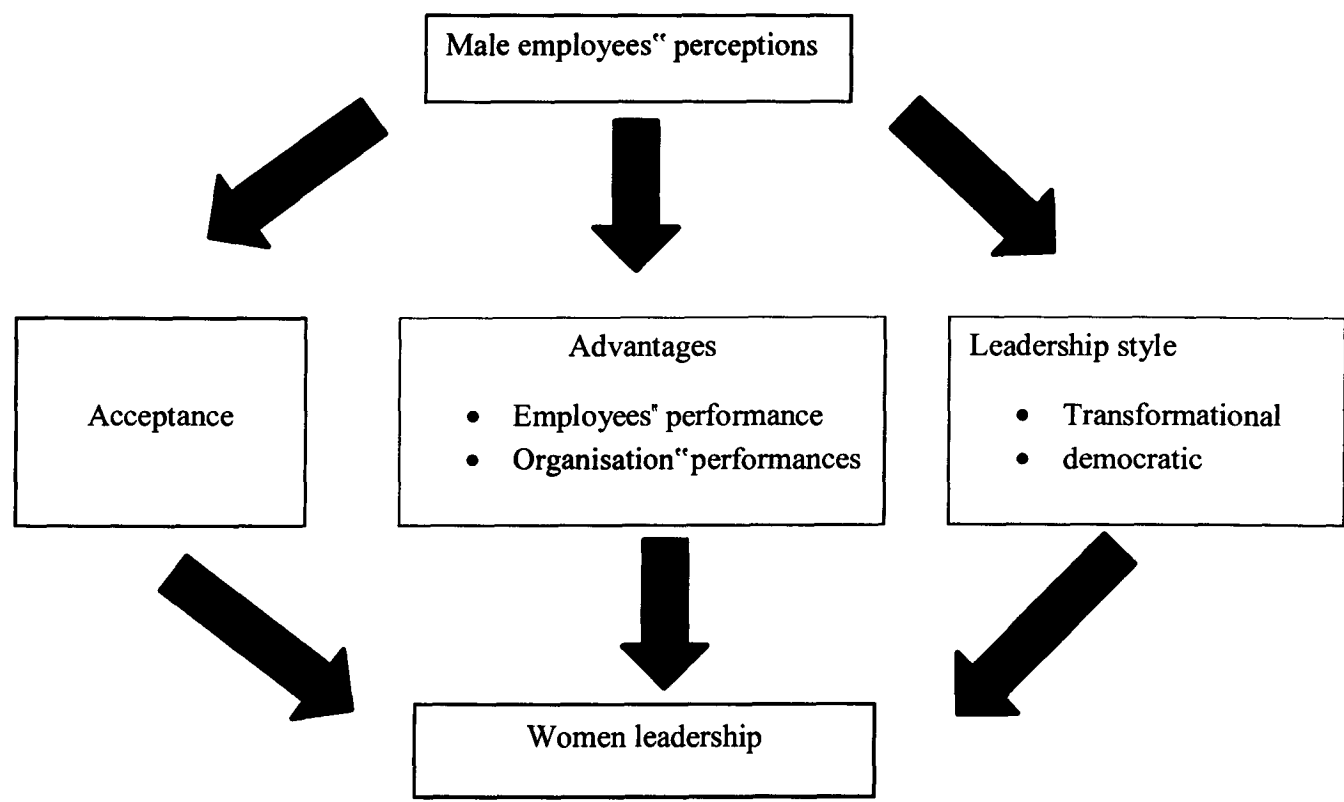 Male employees‟ perceptions
Acceptance
Advantages
• Employees‟ performance
• Organisation‟ performances
Leadership style
• Transformational
• democratic
Women leadership